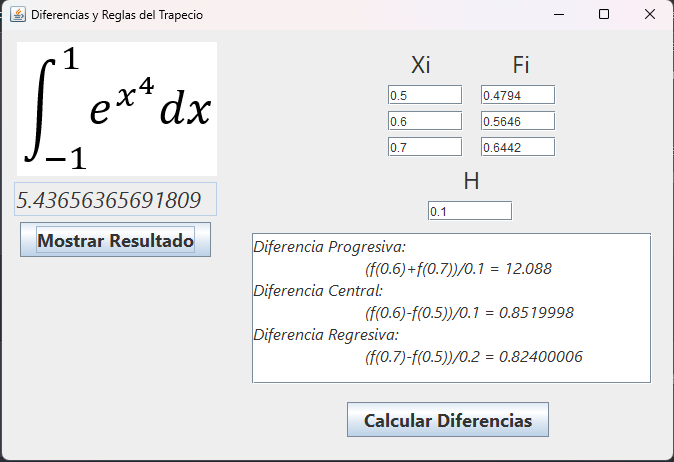 Diferencias y Reglas del Trapecio
∫_{-1}^{1} e^{x^4} dx
5.43656365691809
Mostrar Resultado
Xi Fi
0.5 0.4794
0.6 0.5646
0.7 0.6442
H
0.1
Diferencia Progresiva:
(f(0.6)+f(0.7))/0.1 = 12.088
Diferencia Central:
(f(0.6)-f(0.5))/0.1 = 0.8519998
Diferencia Regresiva:
(f(0.7)-f(0.5))/0.2 = 0.82400006
Calcular Diferencias